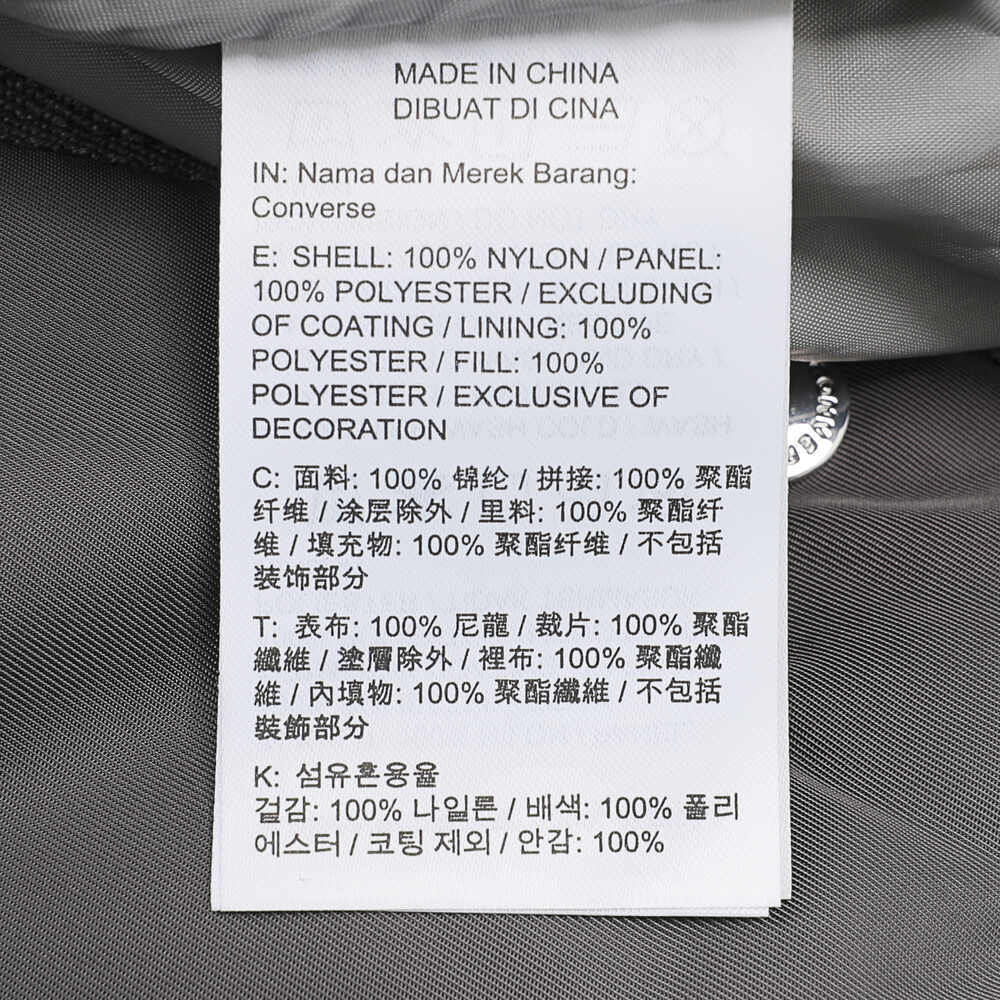 MADE IN CHINA
DIBUAT DI CINA
IN: Nama dan Merek Barang:
Converse
E: SHELL: 100% NYLON / PANEL:
100% POLYESTER / EXCLUDING
OF COATING / LINING: 100%
POLYESTER / FILL: 100%
POLYESTER / EXCLUSIVE OF
DECORATION
C: 面料: 100% 锦纶 / 拼接: 100% 聚酯
纤维 / 涂层除外 / 里料: 100% 聚酯纤
维 / 填充物: 100% 聚酯纤维 / 不包括
装饰部分
T: 表布: 100% 尼龍 / 裁片: 100% 聚酯
纖維 / 塗層除外 / 裡布: 100% 聚酯纖
維 / 內填物: 100% 聚酯纖維 / 不包括
裝飾部分
K: 섬유혼용율
겉감: 100% 나일론 / 배색: 100% 폴리
에스터 / 코팅 제외 / 안감: 100%